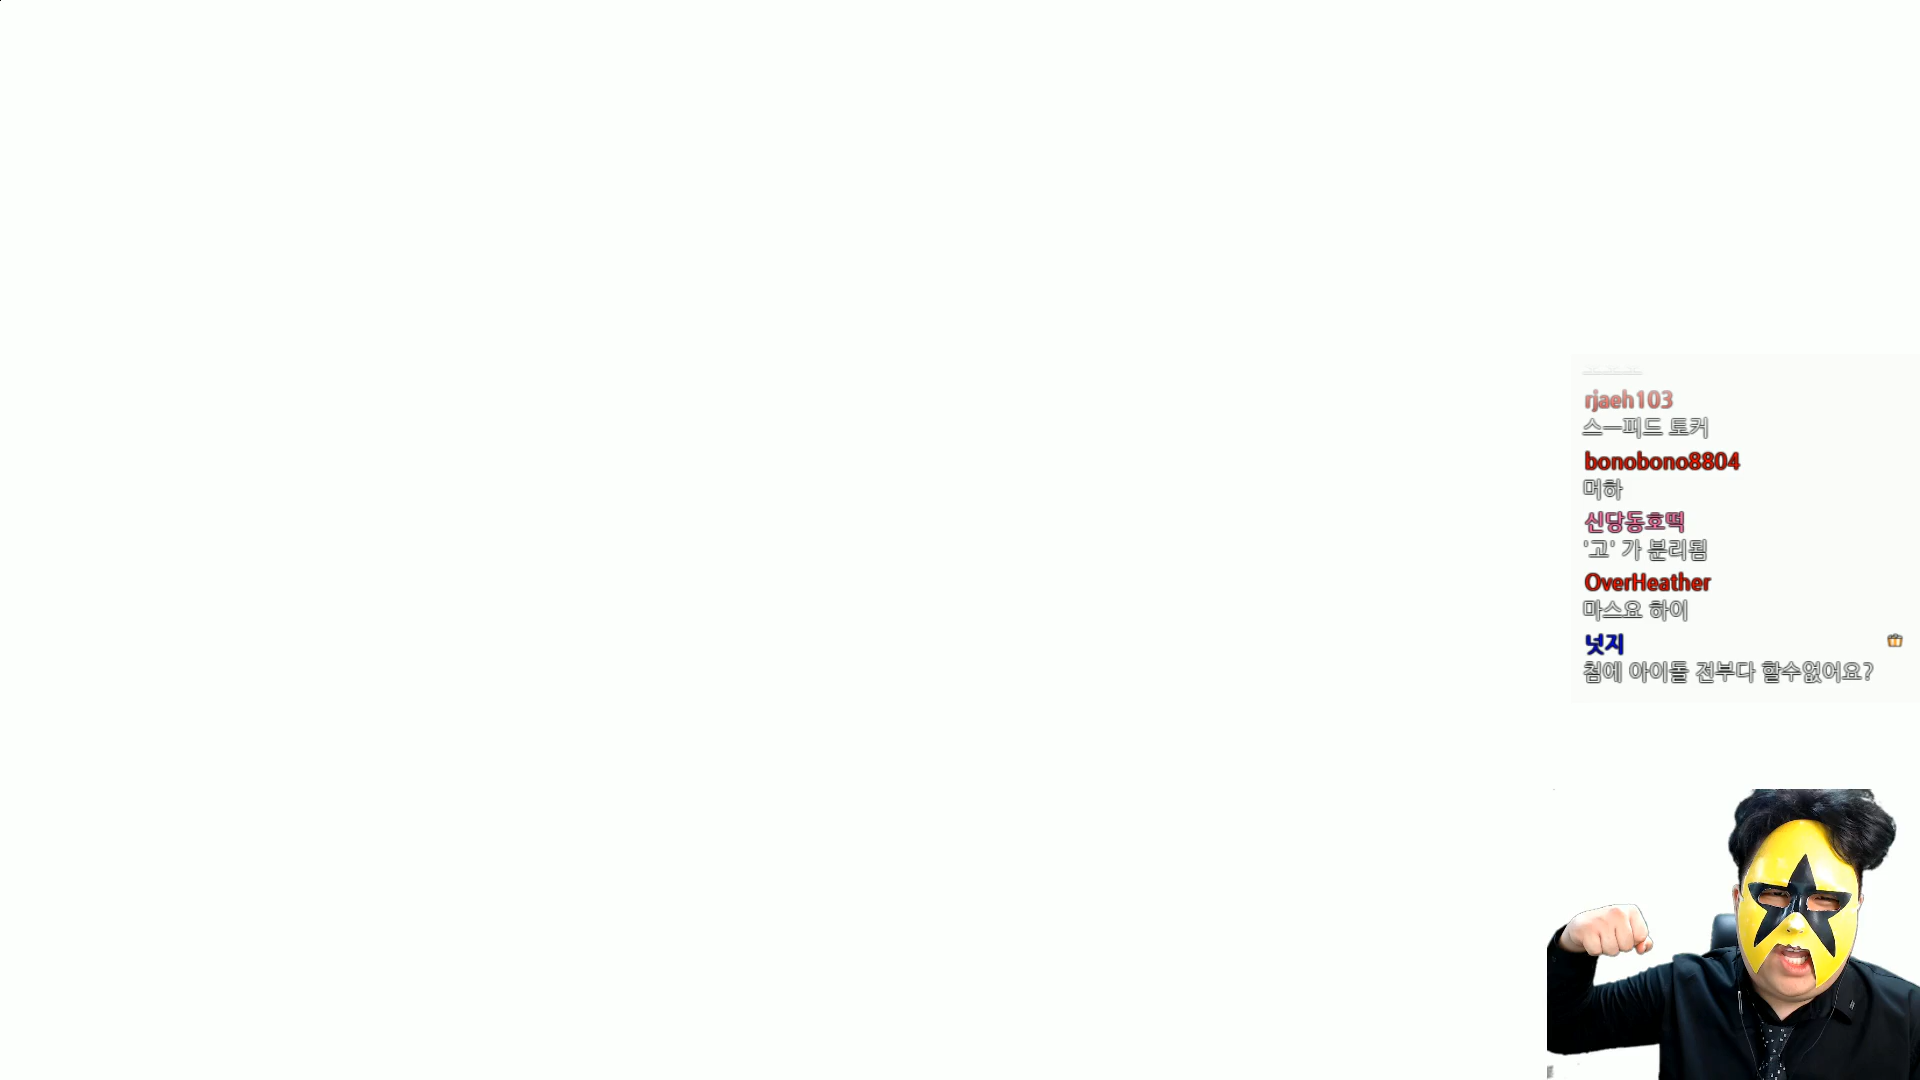 rjaeh103
스ㅡ피드 토커
bonobono8804
머하
신당동호떡
'고' 가 분리됨
OverHeather
마스요 하이
넛지
첨에 아이돌 전부다 할수없어요?